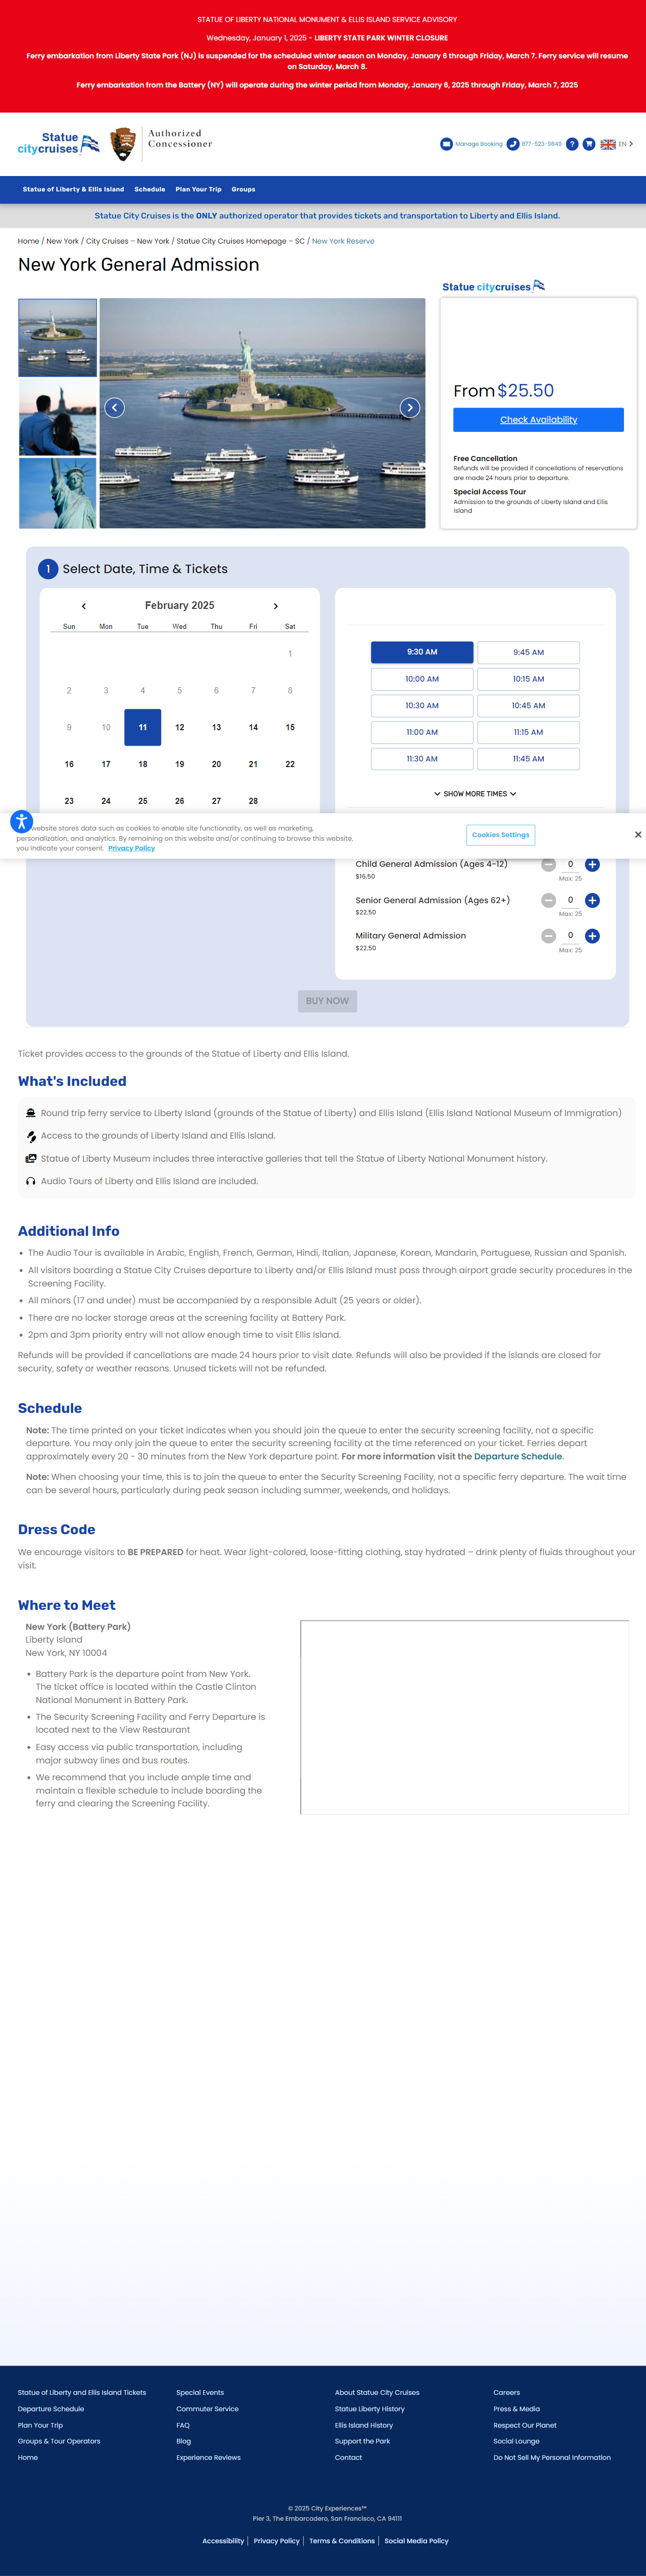 STATUE OF LIBERTY NATIONAL MONUMENT & ELLIS ISLAND SERVICE ADVISORY
Wednesday, January 1, 2025 - LIBERTY STATE PARK WINTER CLOSURE
Ferry embarkation from Liberty State Park (NJ) is suspended for the scheduled winter season on Monday, January 6 through Friday, March 7. Ferry service will resume
on Saturday, March 8.
Ferry embarkation from the Battery (NY) will operate during the winter period from Monday, January 6, 2025 through Friday, March 7, 2025
Statue
citycruises
Authorized
Concessioner
Manage Booking
877-523-9849
?
EN
Statue of Liberty & Ellis Island
Schedule
Plan Your Trip
Groups
Statue City Cruises is the ONLY authorized operator that provides tickets and transportation to Liberty and Ellis Island.
Home / New York / City Cruises – New York / Statue City Cruises Homepage – SC / New York Reserve
New York General Admission
Statue citycruises
From $25.50
Check Availability
Free Cancellation
Refunds will be provided if cancellations of reservations
are made 24 hours prior to departure.
Special Access Tour
Admission to the grounds of Liberty Island and Ellis
Island
1 Select Date, Time & Tickets
February 2025
Sun Mon Tue Wed Thu Fri Sat
1
2 3 4 5 6 7 8
9 10 11 12 13 14 15
16 17 18 19 20 21 22
23 24 25 26 27 28
9:30 AM 9:45 AM
10:00 AM 10:15 AM
10:30 AM 10:45 AM
11:00 AM 11:15 AM
11:30 AM 11:45 AM
SHOW MORE TIMES
website stores data such as cookies to enable site functionality, as well as marketing,
personalization, and analytics. By remaining on this website and/or continuing to browse this website,
you indicate your consent. Privacy Policy
Cookies Settings
Child General Admission (Ages 4-12)
$16.50
0
Max: 25
Senior General Admission (Ages 62+)
$22.50
0
Max: 25
Military General Admission
$22.50
0
Max: 25
BUY NOW
Ticket provides access to the grounds of the Statue of Liberty and Ellis Island.
What's Included
Round trip ferry service to Liberty Island (grounds of the Statue of Liberty) and Ellis Island (Ellis Island National Museum of Immigration)
Access to the grounds of Liberty Island and Ellis Island.
Statue of Liberty Museum includes three interactive galleries that tell the Statue of Liberty National Monument history.
Audio Tours of Liberty and Ellis Island are included.
Additional Info
• The Audio Tour is available in Arabic, English, French, German, Hindi, Italian, Japanese, Korean, Mandarin, Portuguese, Russian and Spanish.
• All visitors boarding a Statue City Cruises departure to Liberty and/or Ellis Island must pass through airport grade security procedures in the
Screening Facility.
• All minors (17 and under) must be accompanied by a responsible Adult (25 years or older).
• There are no locker storage areas at the screening facility at Battery Park.
• 2pm and 3pm priority entry will not allow enough time to visit Ellis Island.
Refunds will be provided if cancellations are made 24 hours prior to visit date. Refunds will also be provided if the islands are closed for
security, safety or weather reasons. Unused tickets will not be refunded.
Schedule
Note: The time printed on your ticket indicates when you should join the queue to enter the security screening facility, not a specific
departure. You may only join the queue to enter the security screening facility at the time referenced on your ticket. Ferries depart
approximately every 20 - 30 minutes from the New York departure point. For more information visit the Departure Schedule.
Note: When choosing your time, this is to join the queue to enter the Security Screening Facility, not a specific ferry departure. The wait time
can be several hours, particularly during peak season including summer, weekends, and holidays.
Dress Code
We encourage visitors to BE PREPARED for heat. Wear light-colored, loose-fitting clothing, stay hydrated – drink plenty of fluids throughout your
visit.
Where to Meet
New York (Battery Park)
Liberty Island
New York, NY 10004
• Battery Park is the departure point from New York.
The ticket office is located within the Castle Clinton
National Monument in Battery Park.
• The Security Screening Facility and Ferry Departure is
located next to the View Restaurant
• Easy access via public transportation, including
major subway lines and bus routes.
• We recommend that you include ample time and
maintain a flexible schedule to include boarding the
ferry and clearing the Screening Facility.
Statue of Liberty and Ellis Island Tickets
Departure Schedule
Plan Your Trip
Groups & Tour Operators
Home
Special Events
Commuter Service
FAQ
Blog
Experience Reviews
About Statue City Cruises
Statue Liberty History
Ellis Island History
Support the Park
Contact
Careers
Press & Media
Respect Our Planet
Social Lounge
Do Not Sell My Personal Information
© 2025 City Experiences™
Pier 3, The Embarcadero, San Francisco, CA 94111
Accessibility | Privacy Policy | Terms & Conditions | Social Media Policy